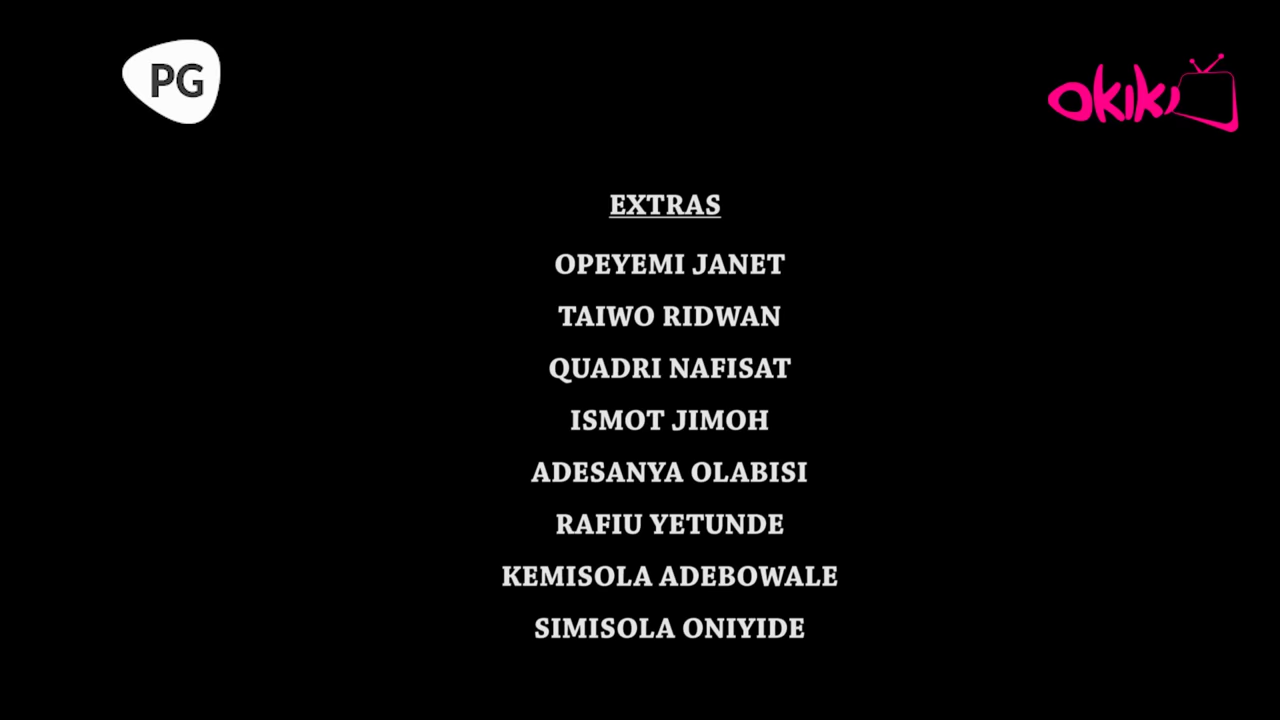 PG
okiki
EXTRAS
OPEYEMI JANET
TAIWO RIDWAN
QUADRI NAFISAT
ISMOT JIMOH
ADESANYA OLABISI
RAFIU YETUNDE
KEMISOLA ADEBOWALE
SIMISOLA ONIYIDE